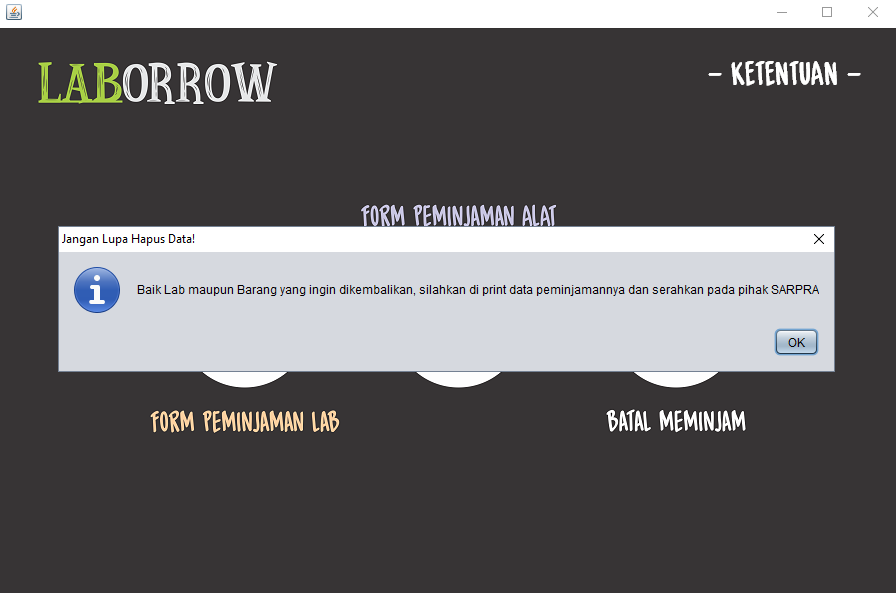 LABORROW
- KETENTUAN -
FORM PEMINJAMAN ALAT
Jangan Lupa Hapus Data!
Baik Lab maupun Barang yang ingin dikembalikan, silahkan di print data peminjamannya dan serahkan pada pihak SARPRA
OK
FORM PEMINJAMAN LAB
BATAL MEMINJAM